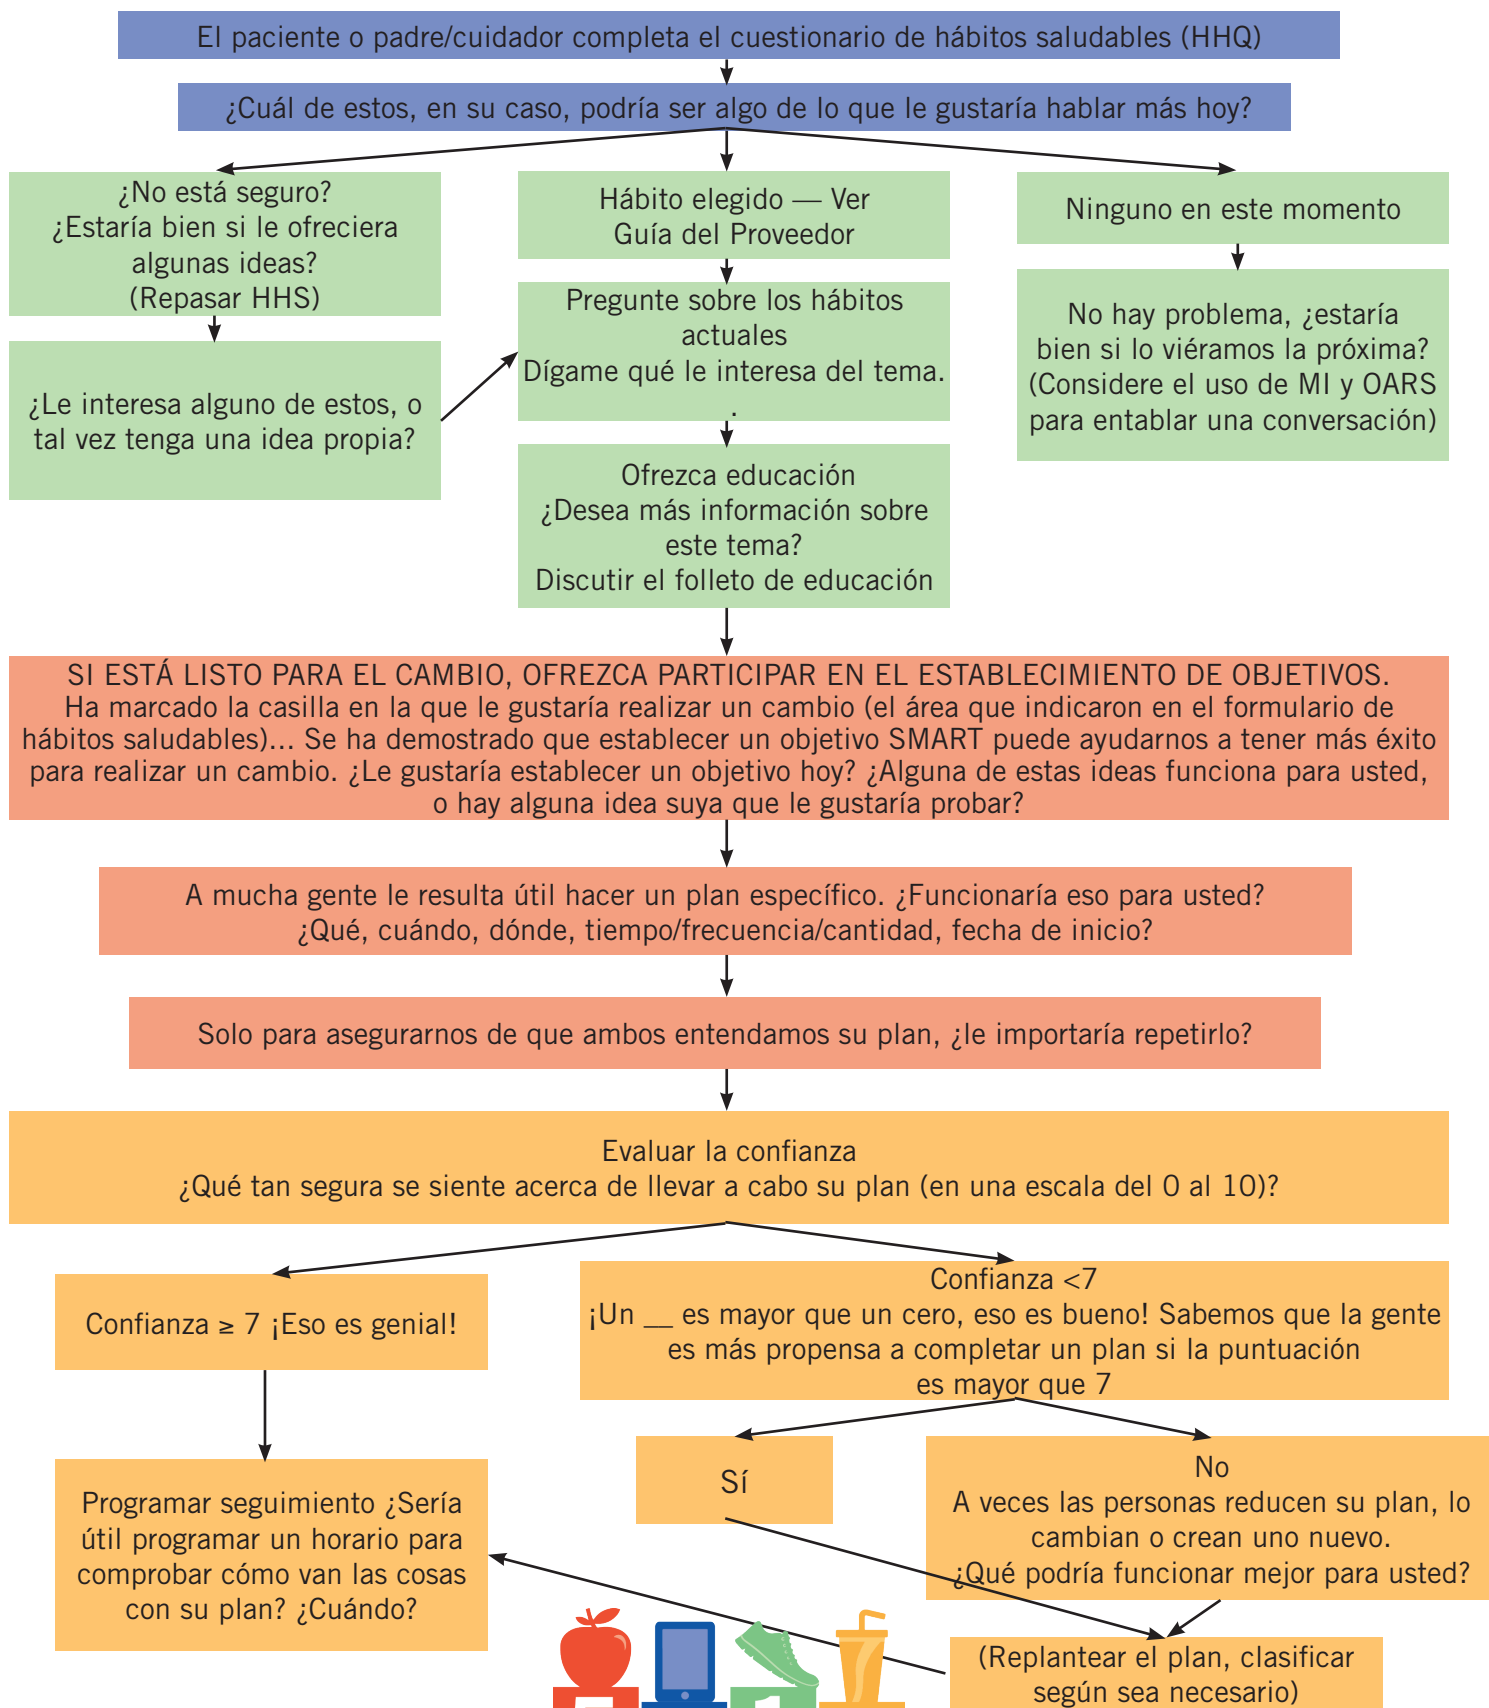 El paciente o padre/cuidador completa el cuestionario de hábitos saludables (HHQ)
¿Cuál de estos, en su caso, podría ser algo de lo que le gustaría hablar más hoy?
¿No está seguro?
¿Estaría bien si le ofreciera
algunas ideas?
(Repasar HHS)
¿Le interesa alguno de estos, o
tal vez tenga una idea propia?
Hábito elegido — Ver
Guía del Proveedor
Pregunte sobre los hábitos
actuales
Dígame qué le interesa del tema.
.
Ofrezca educación
¿Desea más información sobre
este tema?
Discutir el folleto de educación
Ninguno en este momento
No hay problema, ¿estaría
bien si lo viéramos la próxima?
(Considere el uso de MI y OARS
para entablar una conversación)
SI ESTÁ LISTO PARA EL CAMBIO, OFREZCA PARTICIPAR EN EL ESTABLECIMIENTO DE OBJETIVOS.
Ha marcado la casilla en la que le gustaría realizar un cambio (el área que indicaron en el formulario de
hábitos saludables)... Se ha demostrado que establecer un objetivo SMART puede ayudarnos a tener más éxito
para realizar un cambio. ¿Le gustaría establecer un objetivo hoy? ¿Alguna de estas ideas funciona para usted,
o hay alguna idea suya que le gustaría probar?
A mucha gente le resulta útil hacer un plan específico. ¿Funcionaría eso para usted?
¿Qué, cuándo, dónde, tiempo/frecuencia/cantidad, fecha de inicio?
Solo para asegurarnos de que ambos entendamos su plan, ¿le importaría repetirlo?
Evaluar la confianza
¿Qué tan segura se siente acerca de llevar a cabo su plan (en una escala del 0 al 10)?
Confianza ≥ 7 ¡Eso es genial!
Programar seguimiento ¿Sería
útil programar un horario para
comprobar cómo van las cosas
con su plan? ¿Cuándo?
Confianza <7
¡Un __ es mayor que un cero, eso es bueno! Sabemos que la gente
es más propensa a completar un plan si la puntuación
es mayor que 7
Sí
No
A veces las personas reducen su plan, lo
cambian o crean uno nuevo.
¿Qué podría funcionar mejor para usted?
(Replantear el plan, clasificar
según sea necesario)